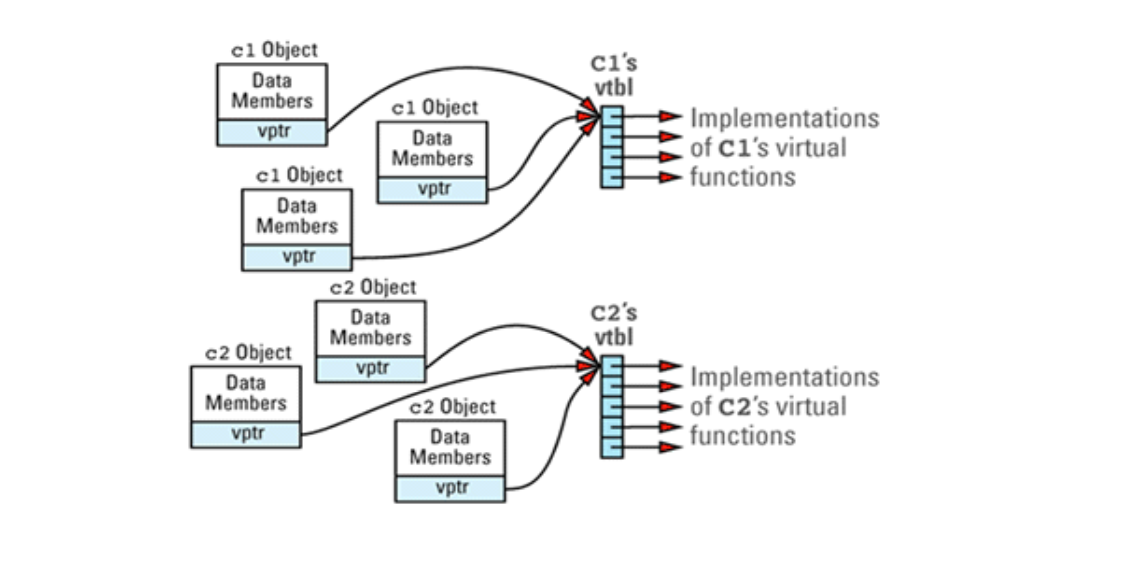 c1 Object
Data
Members
vptr
c1 Object
Data
Members
vptr
c1 Object
Data
Members
vptr
C1's
vtbl
Implementations
of C1's virtual
functions
c2 Object
Data
Members
vptr
c2 Object
Data
Members
vptr
c2 Object
Data
Members
vptr
C2's
vtbl
Implementations
of C2's virtual
functions